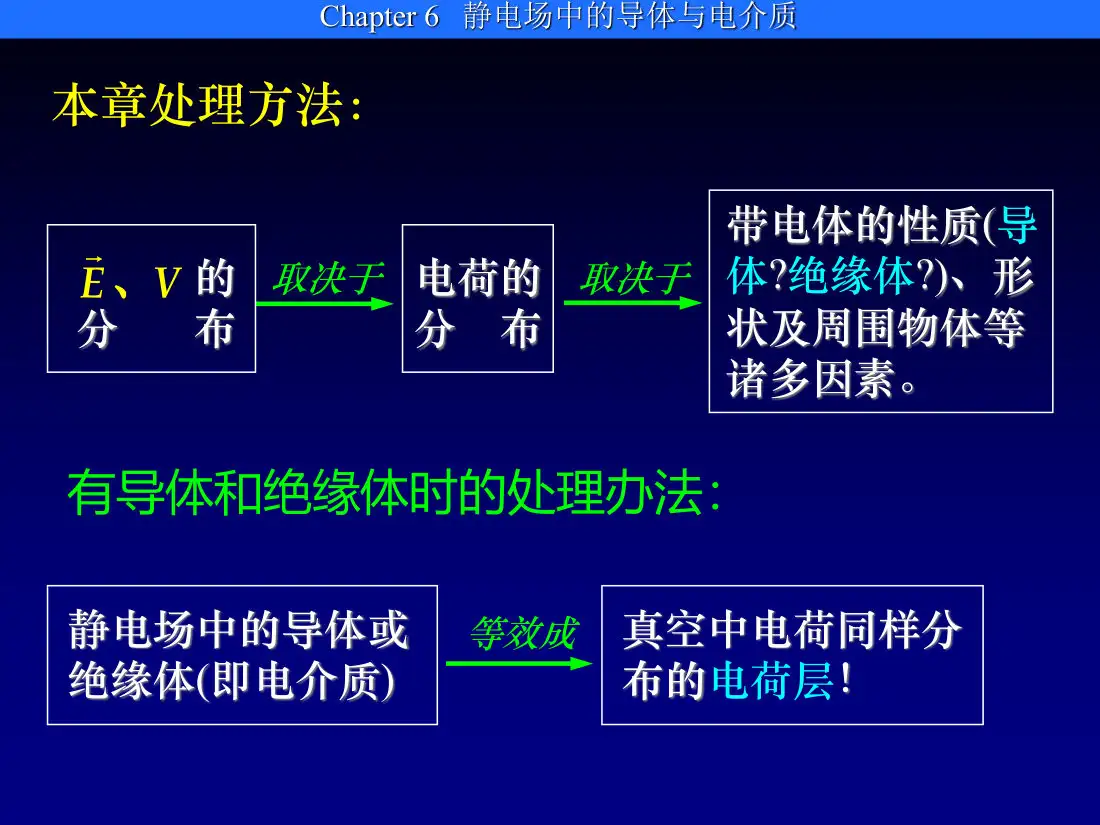 Chapter 6 静电场中的导体与电介质
本章处理方法：
E⃗、V 的
分 布
取决于
电荷的
分 布
取决于
带电体的性质(导
体?绝缘体?)、形
状及周围物体等
诸多因素。
有导体和绝缘体时的处理办法：
静电场中的导体或
绝缘体(即电介质)
等效成
真空中电荷同样分
布的电荷层！